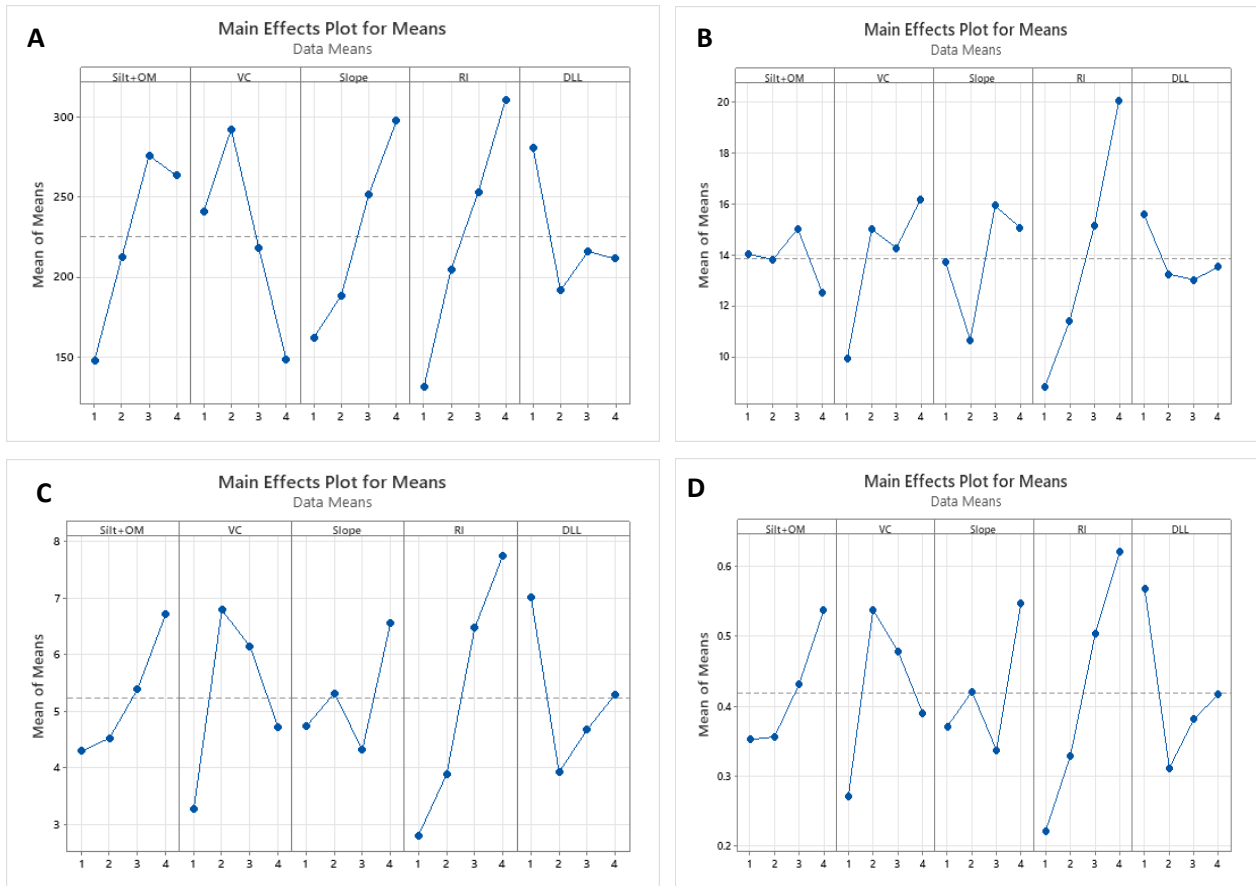 A
Main Effects Plot for Means
Data Means
Silt+OM VC Slope RI DLL
300
250
200
150
Mean of Means
1 2 3 4 1 2 3 4 1 2 3 4 1 2 3 4 1 2 3 4
B
Main Effects Plot for Means
Data Means
Silt+OM VC Slope RI DLL
20
18
16
14
12
10
Mean of Means
1 2 3 4 1 2 3 4 1 2 3 4 1 2 3 4 1 2 3 4
C
Main Effects Plot for Means
Data Means
Silt+OM VC Slope RI DLL
8
7
6
5
4
3
Mean of Means
1 2 3 4 1 2 3 4 1 2 3 4 1 2 3 4 1 2 3 4
D
Main Effects Plot for Means
Data Means
Silt+OM VC Slope RI DLL
0.6
0.5
0.4
0.3
0.2
Mean of Means
1 2 3 4 1 2 3 4 1 2 3 4 1 2 3 4 1 2 3 4